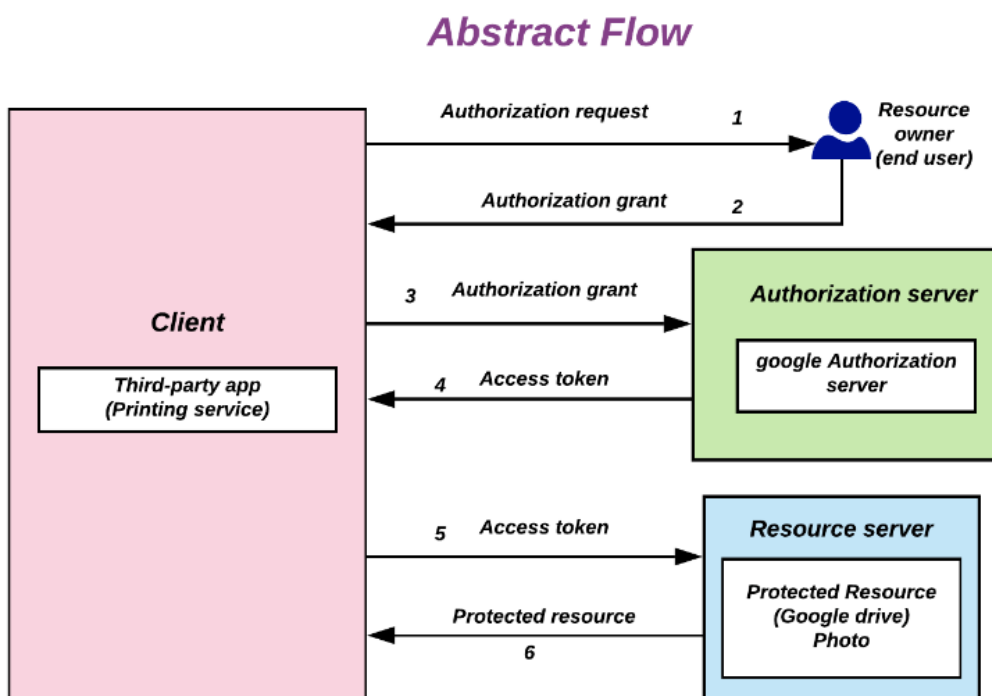 Abstract Flow
Authorization request
1
Resource
owner
(end user)
Authorization grant
2
Client
Third-party app
(Printing service)
3
Authorization grant
Authorization server
google Authorization
server
4
Access token
5
Access token
Resource server
Protected Resource
(Google drive)
Photo
Protected resource
6